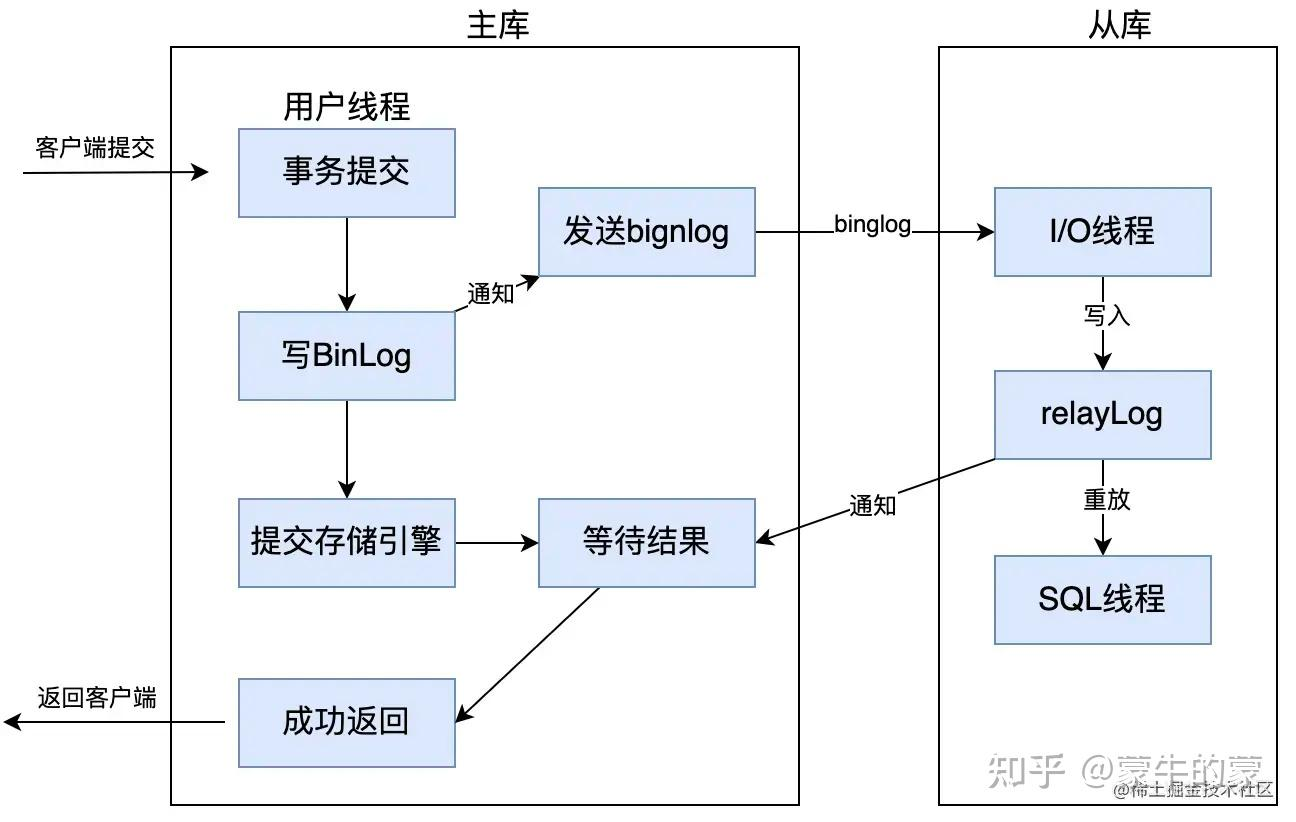 主库
从库
用户线程
客户端提交
事务提交
发送bignlog
binglog
I/O线程
通知
写入
写BinLog
relayLog
通知
重放
提交存储引擎
等待结果
SQL线程
返回客户端
成功返回
知乎 @蒙牛的蒙
@稀土掘金技术社区